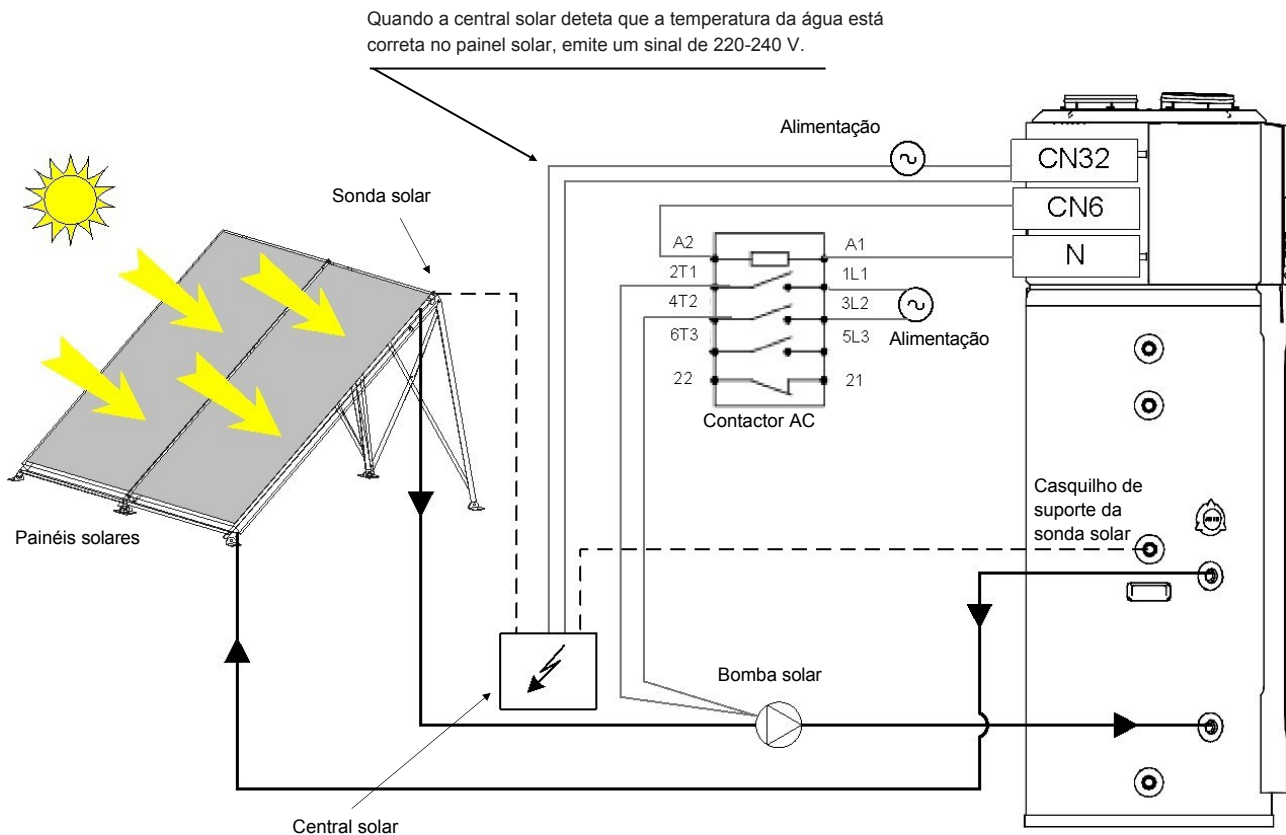 Quando a central solar deteta que a temperatura da água está
correta no painel solar, emite um sinal de 220-240 V.
Alimentação
CN32
Sonda solar
CN6
A2
A1
N
2T1
1L1
4T2
3L2
6T3
5L3
Alimentação
22
21
Contactor AC
Casquilho de
suporte da
sonda solar
Painéis solares
Bomba solar
Central solar